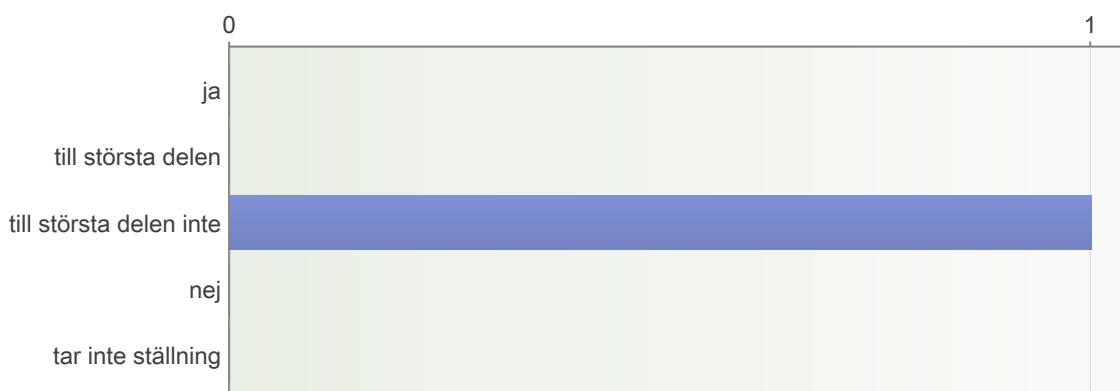 0 1
ja
till största delen
till största delen inte
nej
tar inte ställning